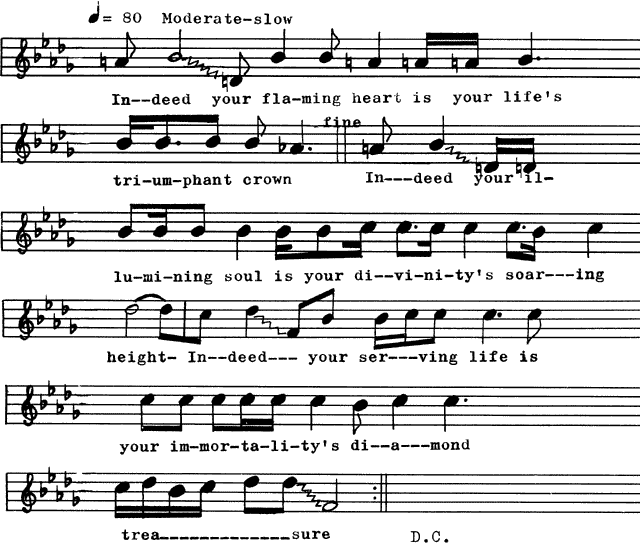 = 80 Moderate-slow
In--deed your fla-ming heart is your life's
fine
tri-um-phant crown In---deed your il-
lu-mi-ning soul is your di--vi-ni-ty's soar---ing
height- In--deed--- your ser---ving life is
your im-mor-ta-li-ty's di--a---mond
trea-------------sure D.C.